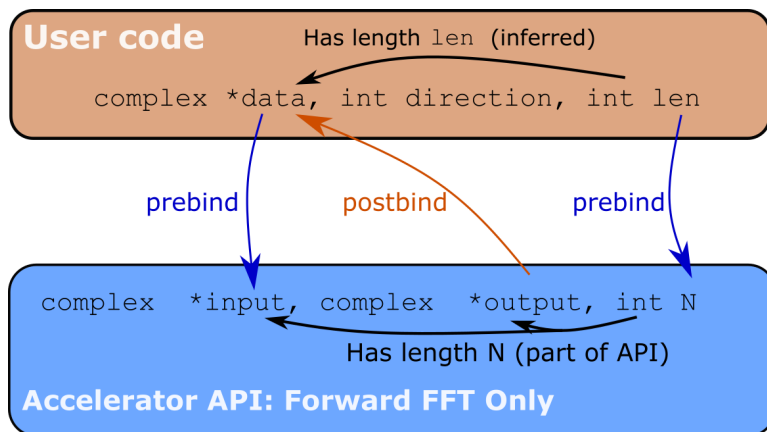 User code
Has length len (inferred)
complex *data, int direction, int len
prebind
postbind
prebind
complex *input, complex *output, int N
Has length N (part of API)
Accelerator API: Forward FFT Only